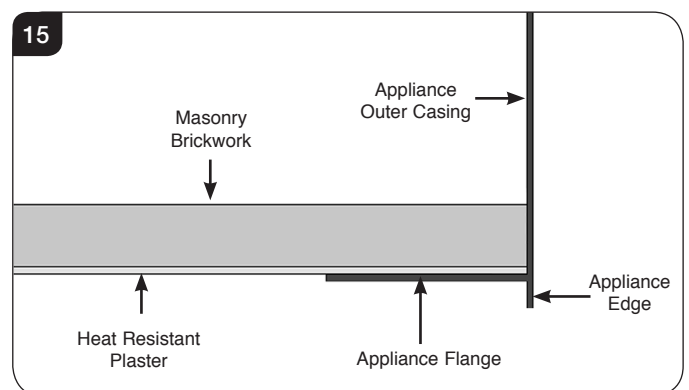 15
Appliance
Outer Casing
Masonry
Brickwork
Appliance
Edge
Heat Resistant
Plaster
Appliance Flange